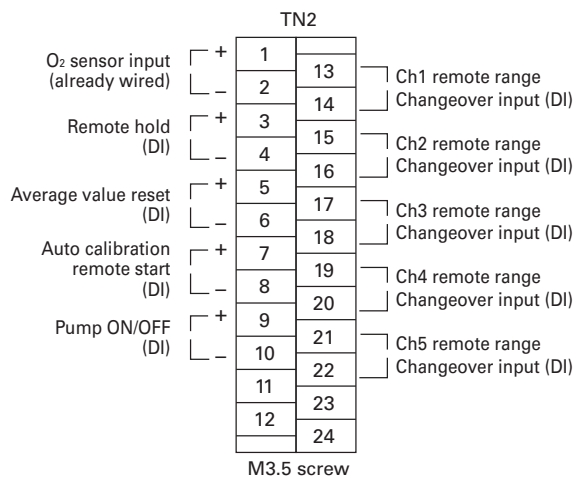 TN2
O₂ sensor input
(already wired)
+
−
Remote hold
(DI)
+
−
Average value reset
(DI)
+
−
Auto calibration
remote start
(DI)
+
−
Pump ON/OFF
(DI)
+
−
1
2
3
4
5
6
7
8
9
10
11
12
13
14
15
16
17
18
19
20
21
22
23
24
Ch1 remote range
Changeover input (DI)
Ch2 remote range
Changeover input (DI)
Ch3 remote range
Changeover input (DI)
Ch4 remote range
Changeover input (DI)
Ch5 remote range
Changeover input (DI)
M3.5 screw